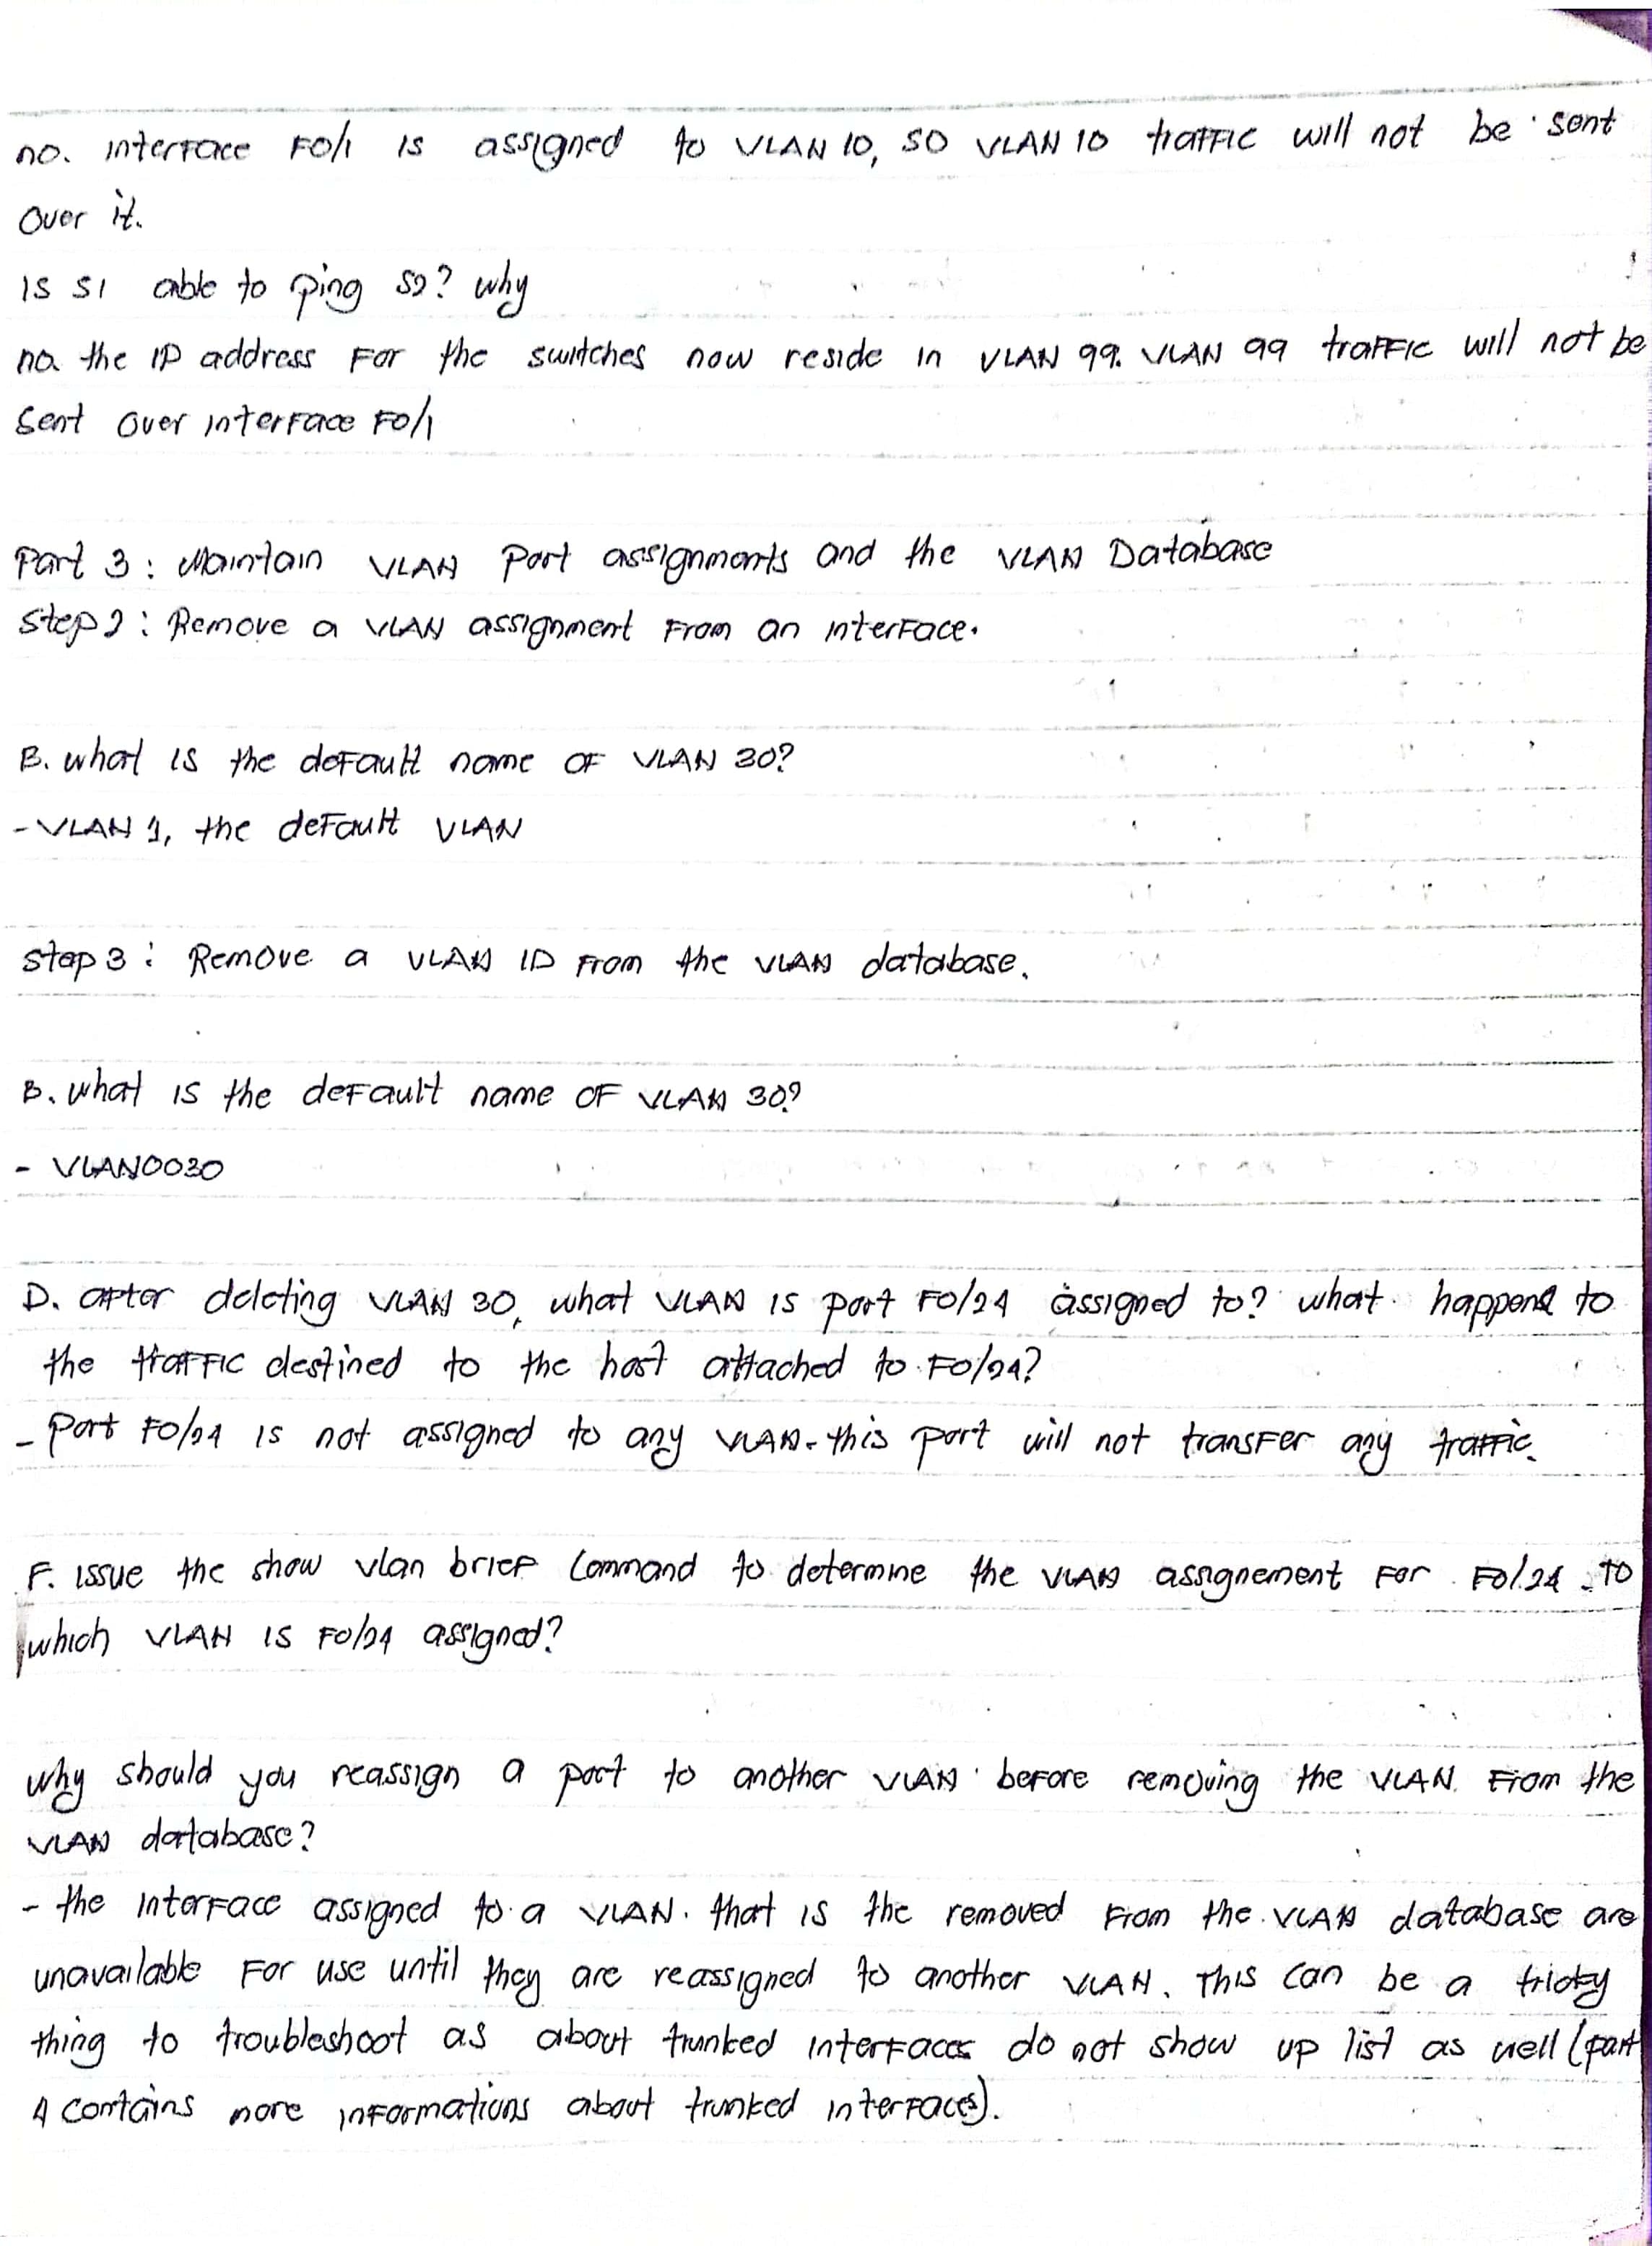 no. interface F0/1 is assigned to VLAN 10, so VLAN 10 traffic will not be sent
over it.
Is S1 able to ping S2? why
no. the IP address For the switches now reside in VLAN 99. VLAN 99 traffic will not be
sent over interface F0/1
Part 3 : Maintain VLAN Port assignments and the VLAN Database
Step 2 : Remove a VLAN assignment From an interface.
B. what is the default name of VLAN 30?
- VLAN 1, the default VLAN
Step 3 : Remove a VLAN ID from the VLAN database.
B. what is the default name of VLAN 30?
- VLAN0030
D. after deleting VLAN 30, what VLAN is port F0/24 assigned to? what happens to
the traffic destined to the host attached to F0/24?
- Port F0/24 is not assigned to any VLAN. this port will not transfer any traffic.
F. issue the show vlan brief command to determine the VLAN assignement for F0/24. to
which VLAN is F0/24 assigned?
why should you reassign a port to another VLAN before removing the VLAN from the
VLAN database?
- the interface assigned to a VLAN. that is the removed from the VLAN database are
unavailable for use until they are reassigned to another VLAN. This can be a tricky
thing to troubleshoot as about trunked interfaces do not show up list as well (part
4 contains more informations about trunked interfaces).